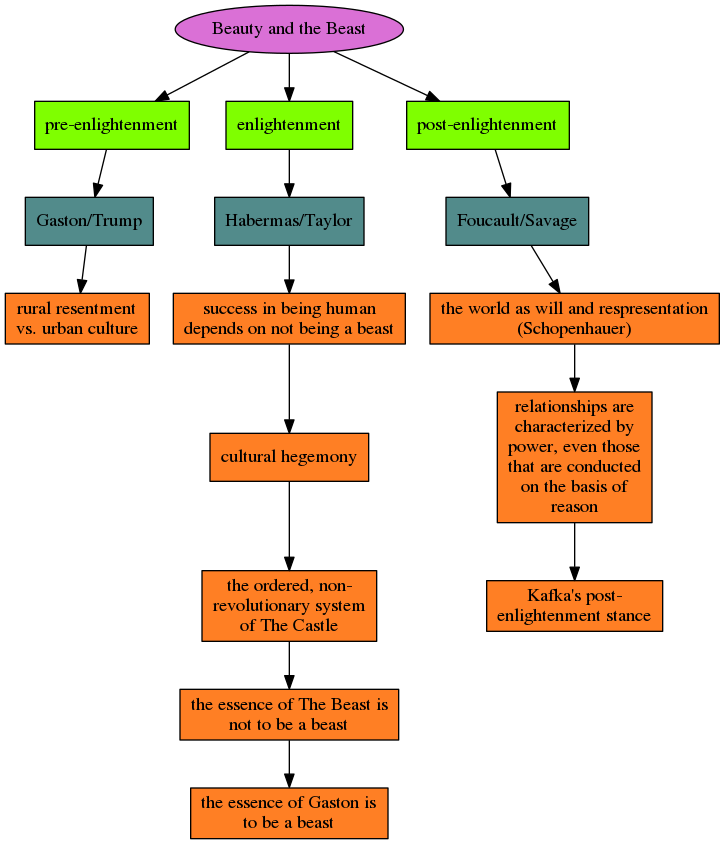 Beauty and the Beast
pre-enlightenment
enlightenment
post-enlightenment
Gaston/Trump
Habermas/Taylor
Foucault/Savage
rural resentment
vs. urban culture
success in being human
depends on not being a beast
the world as will and respresentation
(Schopenhauer)
cultural hegemony
relationships are
characterized by
power, even those
that are conducted
on the basis of
reason
the ordered, non-
revolutionary system
of The Castle
Kafka's post-
enlightenment stance
the essence of The Beast is
not to be a beast
the essence of Gaston is
to be a beast